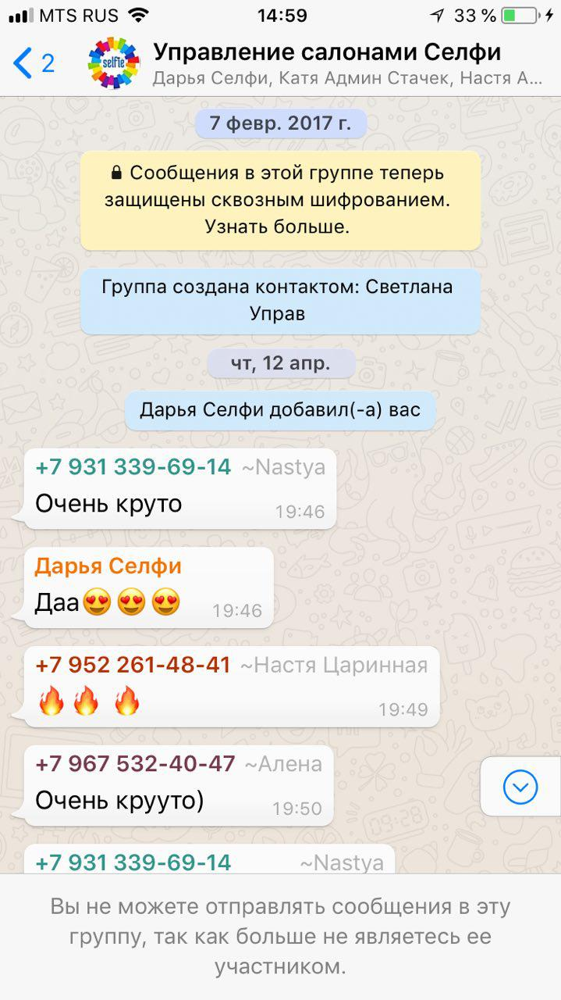 MTS RUS 14:59 33 %
2 selfie Управление салонами Селфи
Дарья Селфи, Катя Админ Стачек, Настя А...
7 февр. 2017 г.
Сообщения в этой группе теперь
защищены сквозным шифрованием.
Узнать больше.
Группа создана контактом: Светлана
Управ
чт, 12 апр.
Дарья Селфи добавил(-а) вас
+7 931 339-69-14 ~Nastya
Очень круто 19:46
Дарья Селфи
Даа😍😍😍 19:46
+7 952 261-48-41 ~Настя Царинная
🔥🔥 🔥 19:49
+7 967 532-40-47 ~Алена
Очень крууто) 19:50
+7 931 339-69-14 ~Nastya
Вы не можете отправлять сообщения в эту
группу, так как больше не являетесь ее
участником.